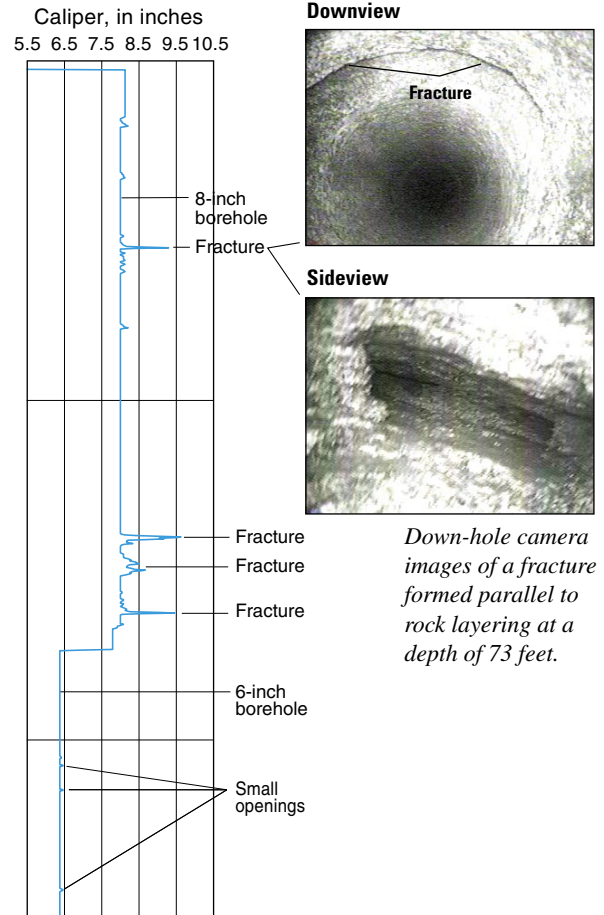 Caliper, in inches
5.5 6.5 7.5 8.5 9.5 10.5
8-inch
borehole
Fracture
Fracture
Fracture
Fracture
6-inch
borehole
Small
openings
Downview
Fracture
Sideview
Down-hole camera
images of a fracture
formed parallel to
rock layering at a
depth of 73 feet.